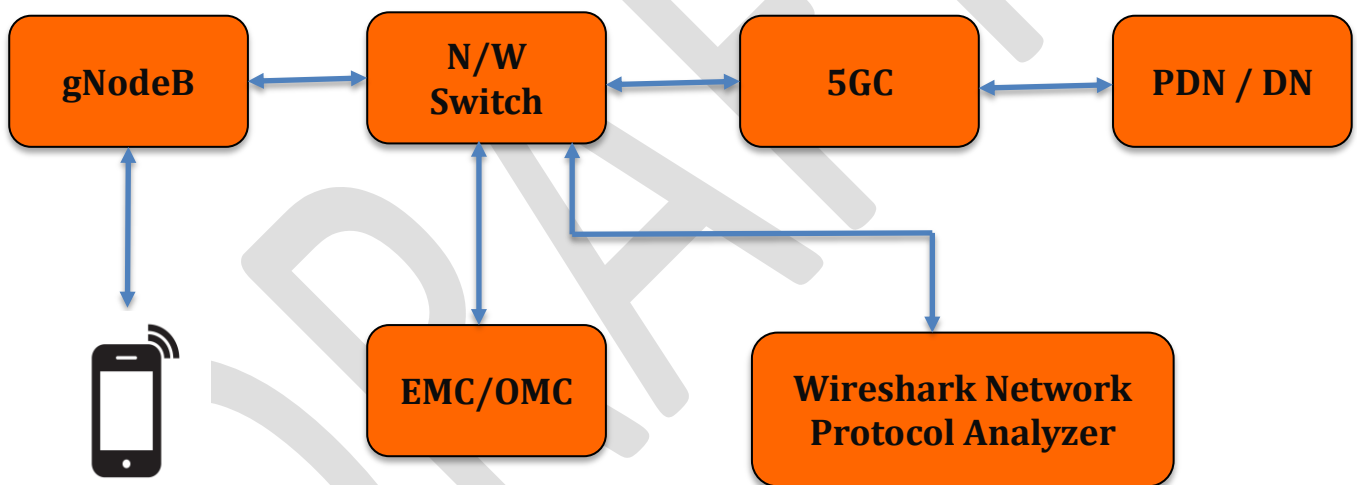 gNodeB
N/W
Switch
5GC
PDN / DN
EMC/OMC
Wireshark Network
Protocol Analyzer